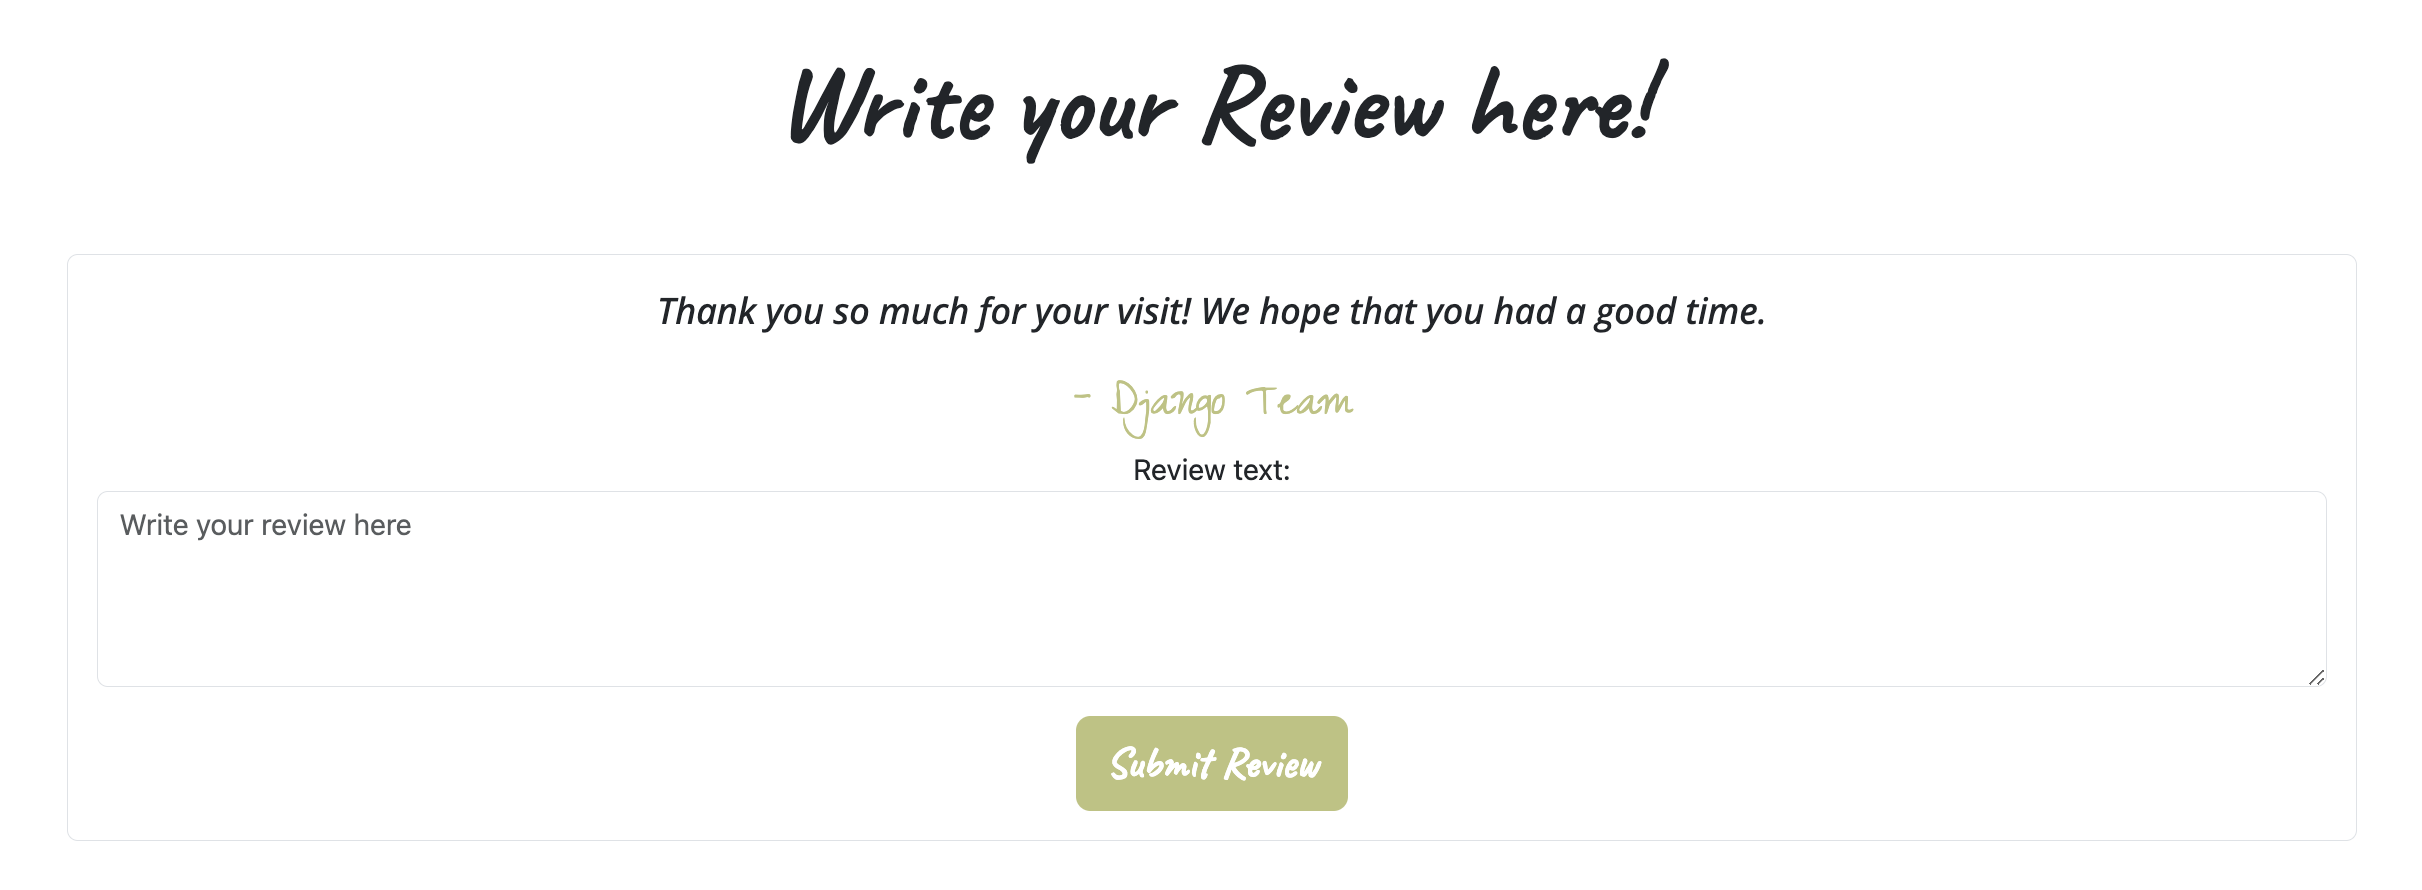 Write your Review here!
Thank you so much for your visit! We hope that you had a good time.
- Django Team
Review text:
Write your review here
Submit Review